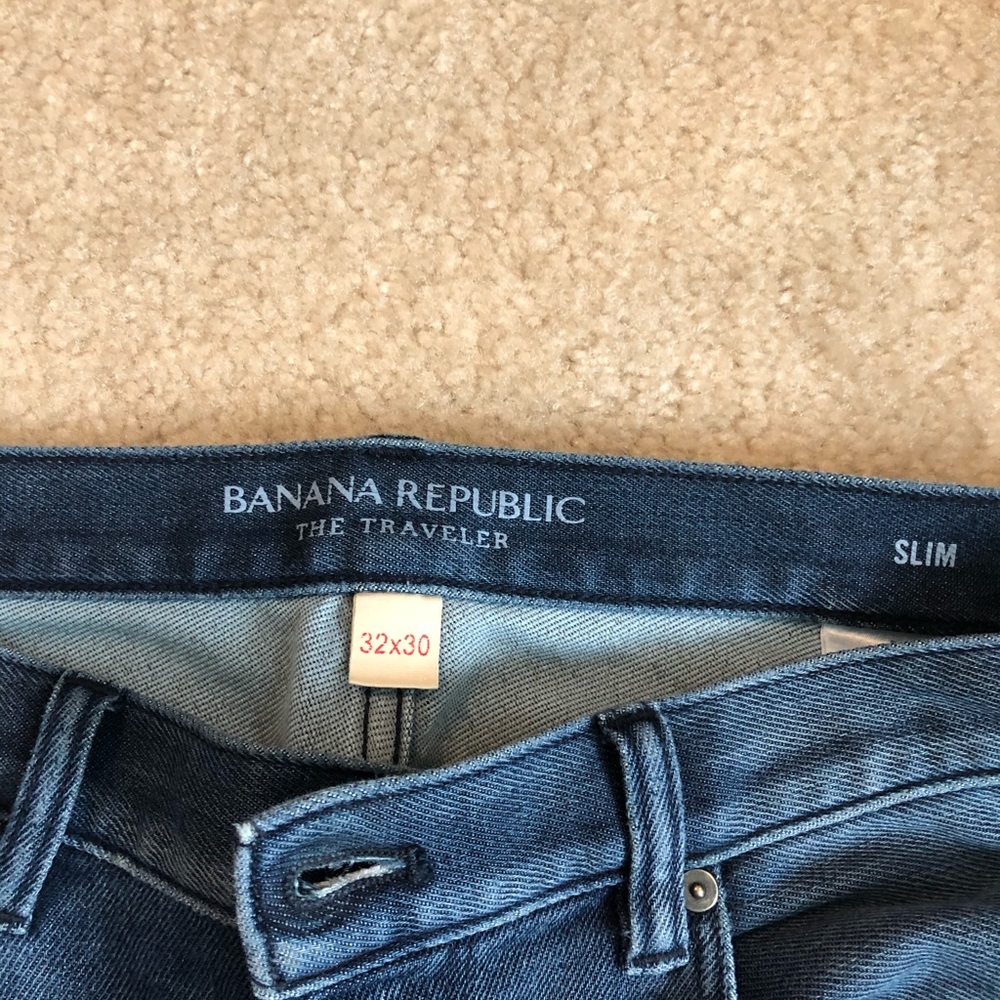 BANANA REPUBLIC
THE TRAVELER
SLIM
32x30